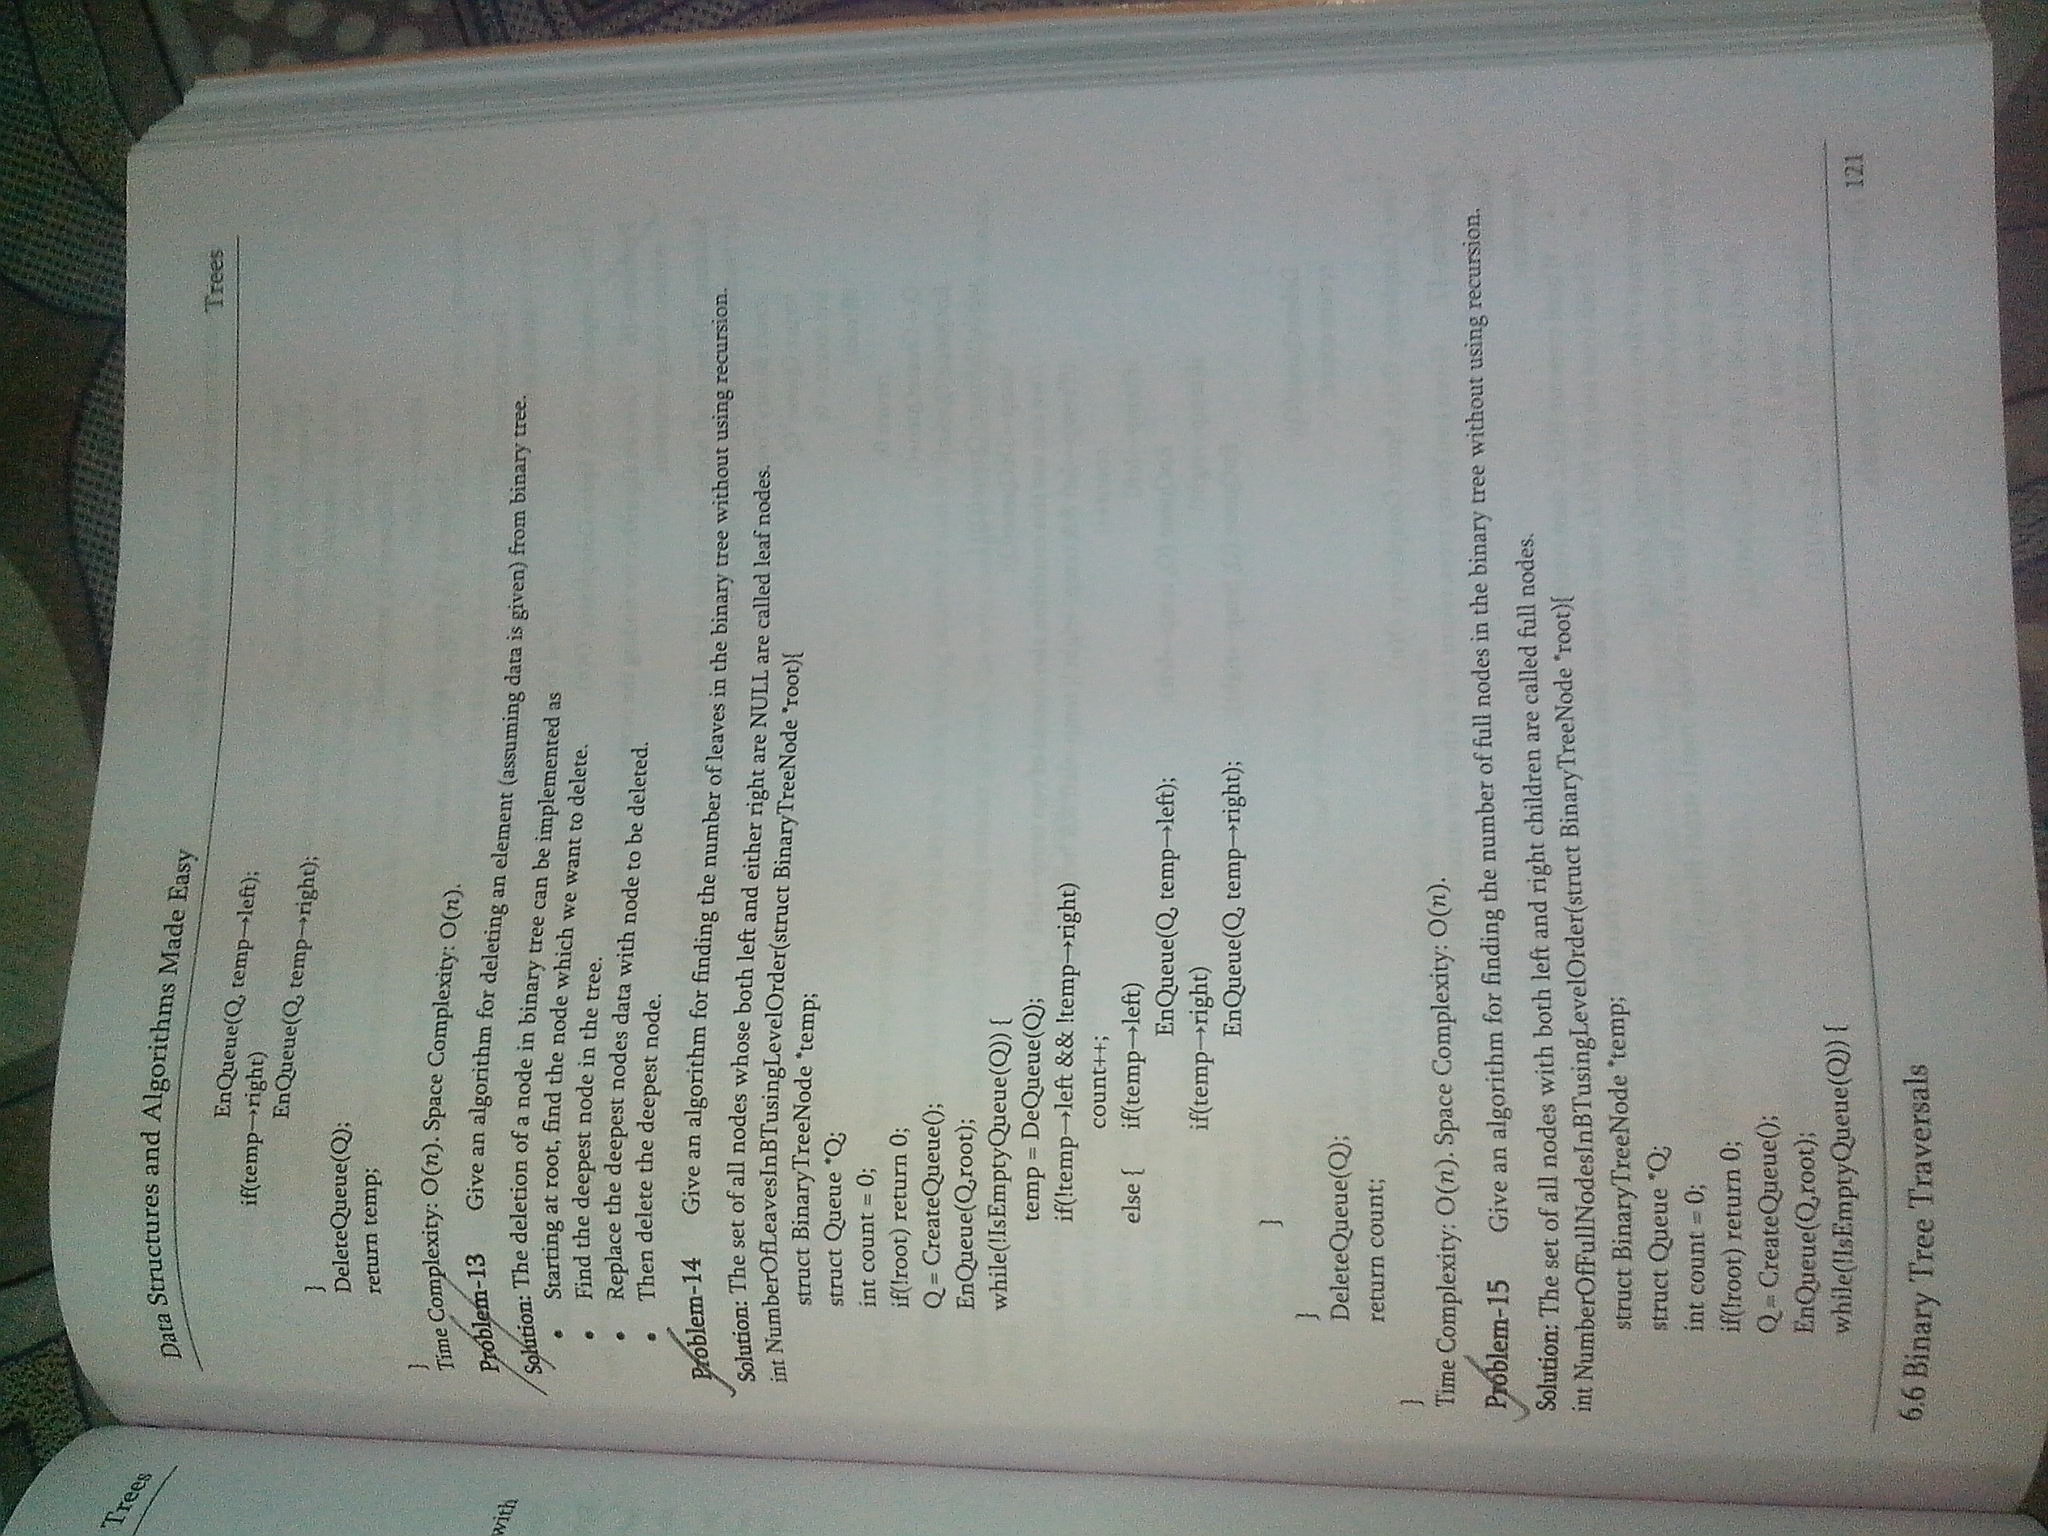 Trees
with
Data Structures and Algorithms Made Easy
Trees
EnQueue(Q, temp→left);
if(temp→right)
EnQueue(Q, temp→right);
}
DeleteQueue(Q);
return temp;
}
Time Complexity: O(n). Space Complexity: O(n).
Problem-13 Give an algorithm for deleting an element (assuming data is given) from binary tree.
Solution: The deletion of a node in binary tree can be implemented as
• Starting at root, find the node which we want to delete.
• Find the deepest node in the tree.
• Replace the deepest nodes data with node to be deleted.
• Then delete the deepest node.
Problem-14 Give an algorithm for finding the number of leaves in the binary tree without using recursion.
Solution: The set of all nodes whose both left and either right are NULL are called leaf nodes.
int NumberOfLeavesInBTusingLevelOrder(struct BinaryTreeNode *root){
struct BinaryTreeNode *temp;
struct Queue *Q;
int count = 0;
if(!root) return 0;
Q = CreateQueue();
EnQueue(Q,root);
while(!IsEmptyQueue(Q)) {
temp = DeQueue(Q);
if(!temp→left && !temp→right)
count++;
else { if(temp→left)
EnQueue(Q, temp→left);
if(temp→right)
EnQueue(Q, temp→right);
}
}
DeleteQueue(Q);
return count;
}
Time Complexity: O(n). Space Complexity: O(n).
Problem-15 Give an algorithm for finding the number of full nodes in the binary tree without using recursion.
Solution: The set of all nodes with both left and right children are called full nodes.
int NumberOfFullNodesInBTusingLevelOrder(struct BinaryTreeNode *root){
struct BinaryTreeNode *temp;
struct Queue *Q;
int count = 0;
if(!root) return 0;
Q = CreateQueue();
EnQueue(Q,root);
while(!IsEmptyQueue(Q)) {
6.6 Binary Tree Traversals
121